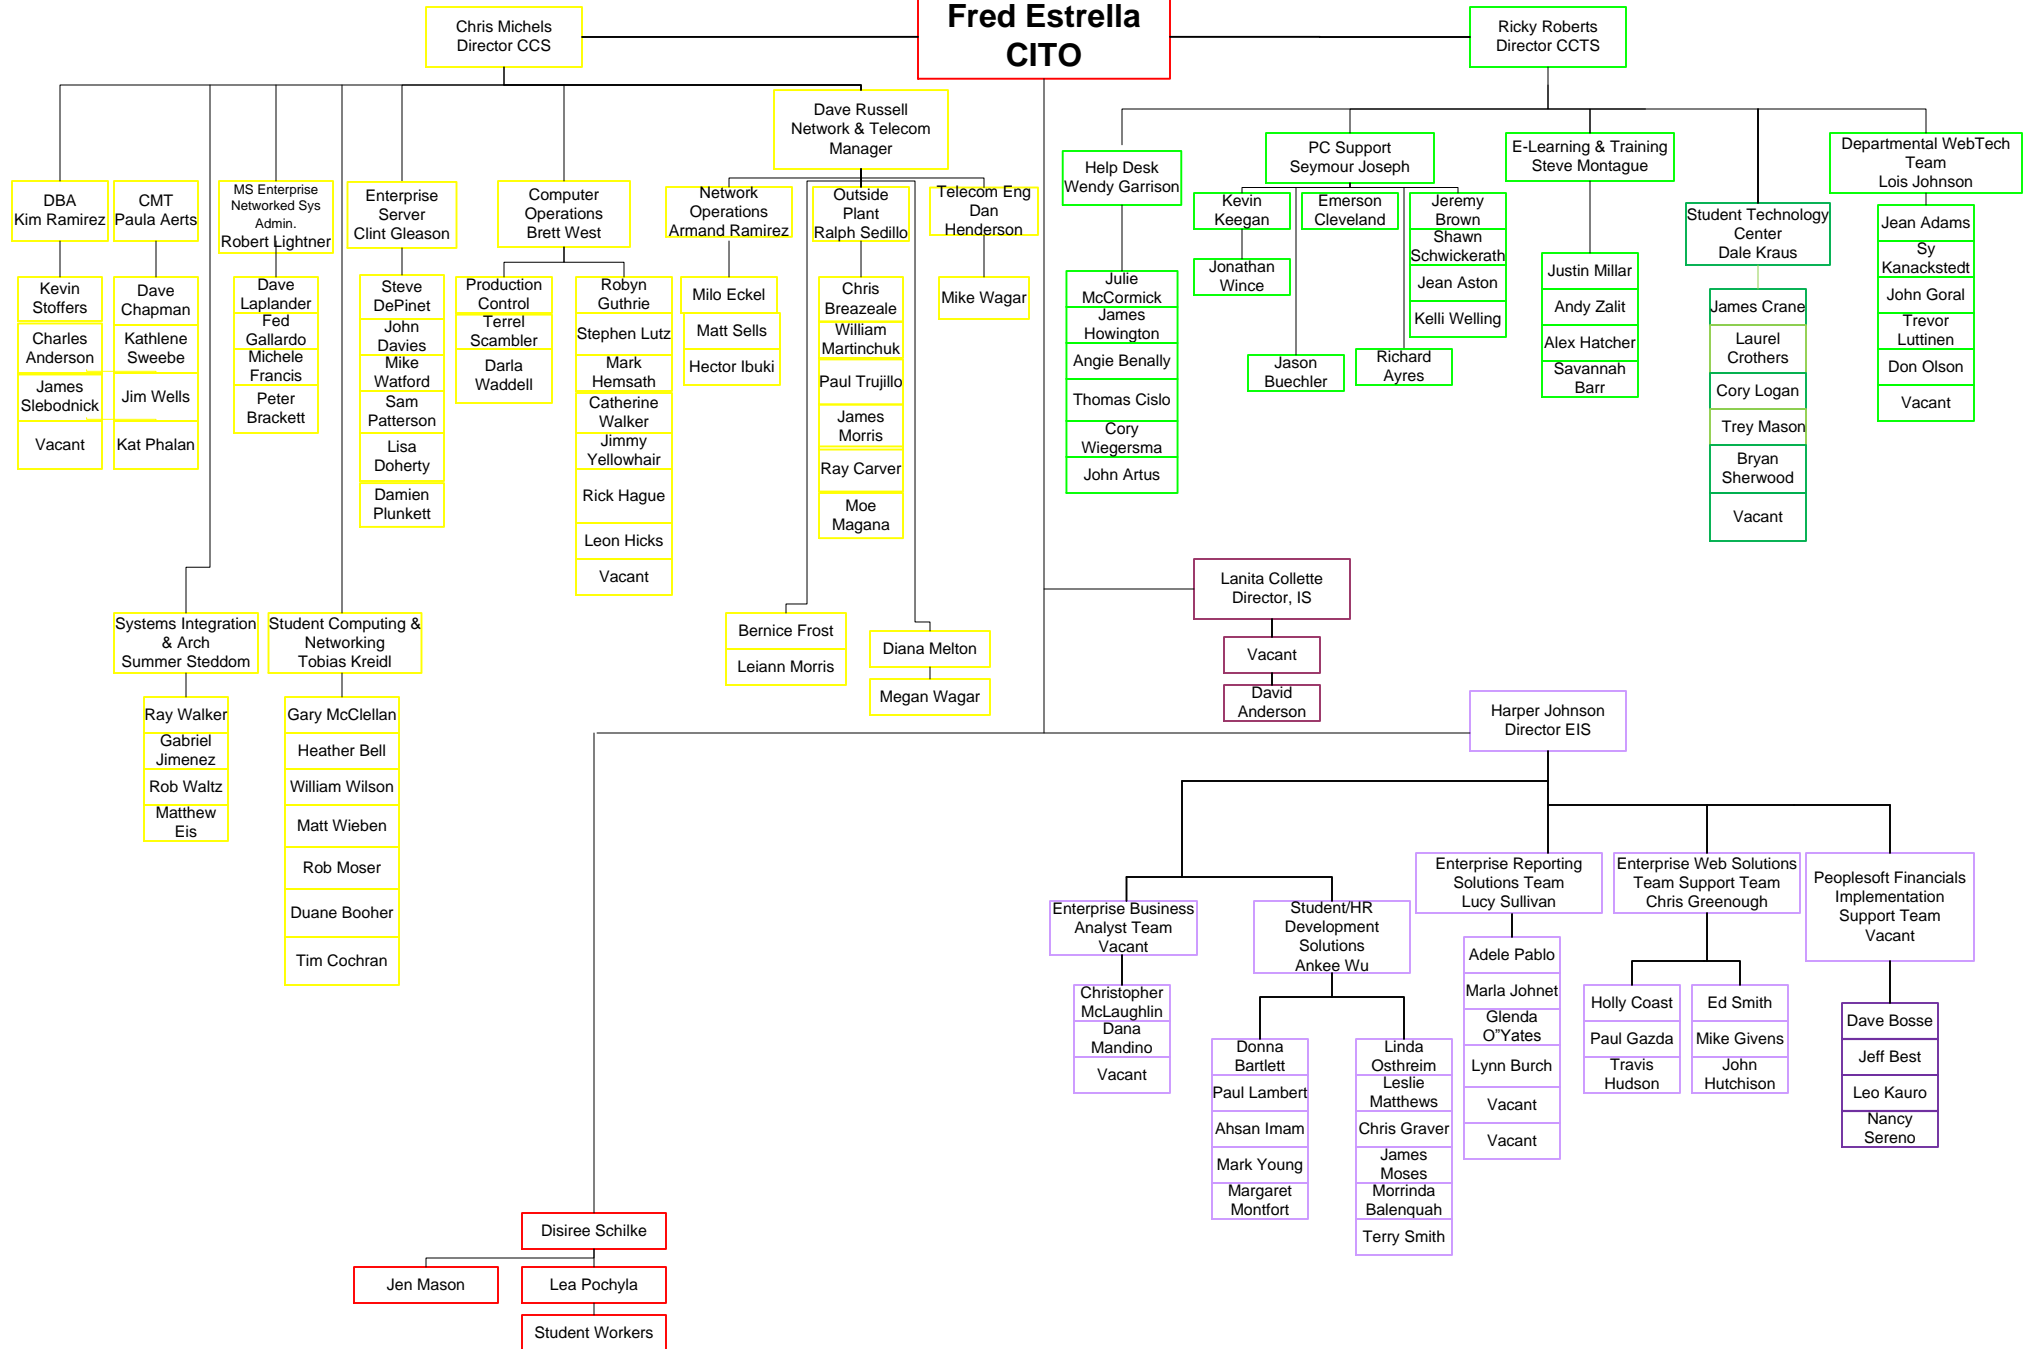 Fred Estrella
CITO
Chris Michels
Director CCS
Ricky Roberts
Director CCTS
Dave Russell
Network & Telecom
Manager
DBA
Kim Ramirez
CMT
Paula Aerts
MS Enterprise
Networked Sys
Admin.
Robert Lightner
Enterprise
Server
Clint Gleason
Computer
Operations
Brett West
Network
Operations
Armand Ramirez
Outside
Plant
Ralph Sedillo
Telecom Eng
Dan
Henderson
Kevin
Stoffers
Charles
Anderson
James
Slebodnick
Vacant
Dave
Chapman
Kathlene
Sweebe
Jim Wells
Kat Phalan
Dave
Laplander
Fed
Gallardo
Michele
Francis
Peter
Brackett
Steve
DePinet
John
Davies
Mike
Watford
Sam
Patterson
Lisa
Doherty
Damien
Plunkett
Production
Control
Terrel
Scambler
Darla
Waddell
Robyn
Guthrie
Stephen Lutz
Mark
Hemsath
Catherine
Walker
Jimmy
Yellowhair
Rick Hague
Leon Hicks
Vacant
Milo Eckel
Matt Sells
Hector Ibuki
Chris
Breazeale
William
Martinchuk
Paul Trujillo
James
Morris
Ray Carver
Moe
Magana
Mike Wagar
Bernice Frost
Leiann Morris
Diana Melton
Megan Wagar
Systems Integration
& Arch
Summer Steddom
Ray Walker
Gabriel
Jimenez
Rob Waltz
Matthew
Eis
Student Computing &
Networking
Tobias Kreidl
Gary McClellan
Heather Bell
William Wilson
Matt Wieben
Rob Moser
Duane Booher
Tim Cochran
Help Desk
Wendy Garrison
Julie
McCormick
James
Howington
Angie Benally
Thomas Cislo
Cory
Wiegersma
John Artus
PC Support
Seymour Joseph
Kevin
Keegan
Jonathan
Wince
Emerson
Cleveland
Jeremy
Brown
Shawn
Schwickerath
Jean Aston
Kelli Welling
Jason
Buechler
Richard
Ayres
E-Learning & Training
Steve Montague
Justin Millar
Andy Zalit
Alex Hatcher
Savannah
Barr
Student Technology
Center
Dale Kraus
James Crane
Laurel
Crothers
Cory Logan
Trey Mason
Bryan
Sherwood
Vacant
Departmental WebTech
Team
Lois Johnson
Jean Adams
Sy
Kanackstedt
John Goral
Trevor
Luttinen
Don Olson
Vacant
Lanita Collette
Director, IS
Vacant
David
Anderson
Harper Johnson
Director EIS
Enterprise Business
Analyst Team
Vacant
Christopher
McLaughlin
Dana
Mandino
Vacant
Student/HR
Development
Solutions
Ankee Wu
Donna
Bartlett
Paul Lambert
Ahsan Imam
Mark Young
Margaret
Montfort
Linda
Osthreim
Leslie
Matthews
Chris Graver
James
Moses
Morrinda
Balenquah
Terry Smith
Enterprise Reporting
Solutions Team
Lucy Sullivan
Adele Pablo
Marla Johnet
Glenda
O"Yates
Lynn Burch
Vacant
Vacant
Enterprise Web Solutions
Team Support Team
Chris Greenough
Holly Coast
Paul Gazda
Travis
Hudson
Ed Smith
Mike Givens
John
Hutchison
Peoplesoft Financials
Implementation
Support Team
Vacant
Dave Bosse
Jeff Best
Leo Kauro
Nancy
Sereno
Disiree Schilke
Jen Mason
Lea Pochyla
Student Workers